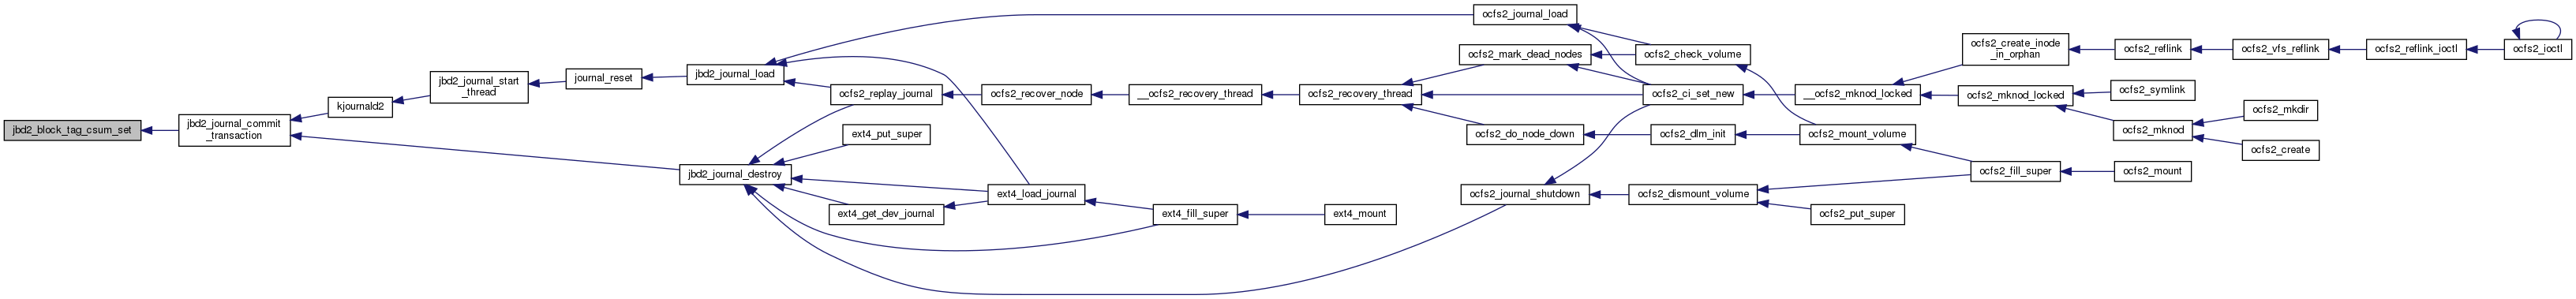 jbd2_block_tag_csum_set
jbd2_journal_commit
_transaction
kjournald2
jbd2_journal_start
_thread
journal_reset
jbd2_journal_load
jbd2_journal_destroy
ocfs2_replay_journal
ext4_put_super
ext4_get_dev_journal
ocfs2_recover_node
ext4_load_journal
__ocfs2_recovery_thread
ext4_fill_super
ocfs2_recovery_thread
ext4_mount
ocfs2_journal_load
ocfs2_mark_dead_nodes
ocfs2_do_node_down
ocfs2_journal_shutdown
ocfs2_check_volume
ocfs2_ci_set_new
ocfs2_dlm_init
ocfs2_dismount_volume
__ocfs2_mknod_locked
ocfs2_mount_volume
ocfs2_put_super
ocfs2_create_inode
_in_orphan
ocfs2_mknod_locked
ocfs2_fill_super
ocfs2_reflink
ocfs2_symlink
ocfs2_mknod
ocfs2_mount
ocfs2_vfs_reflink
ocfs2_mkdir
ocfs2_create
ocfs2_reflink_ioctl
ocfs2_ioctl